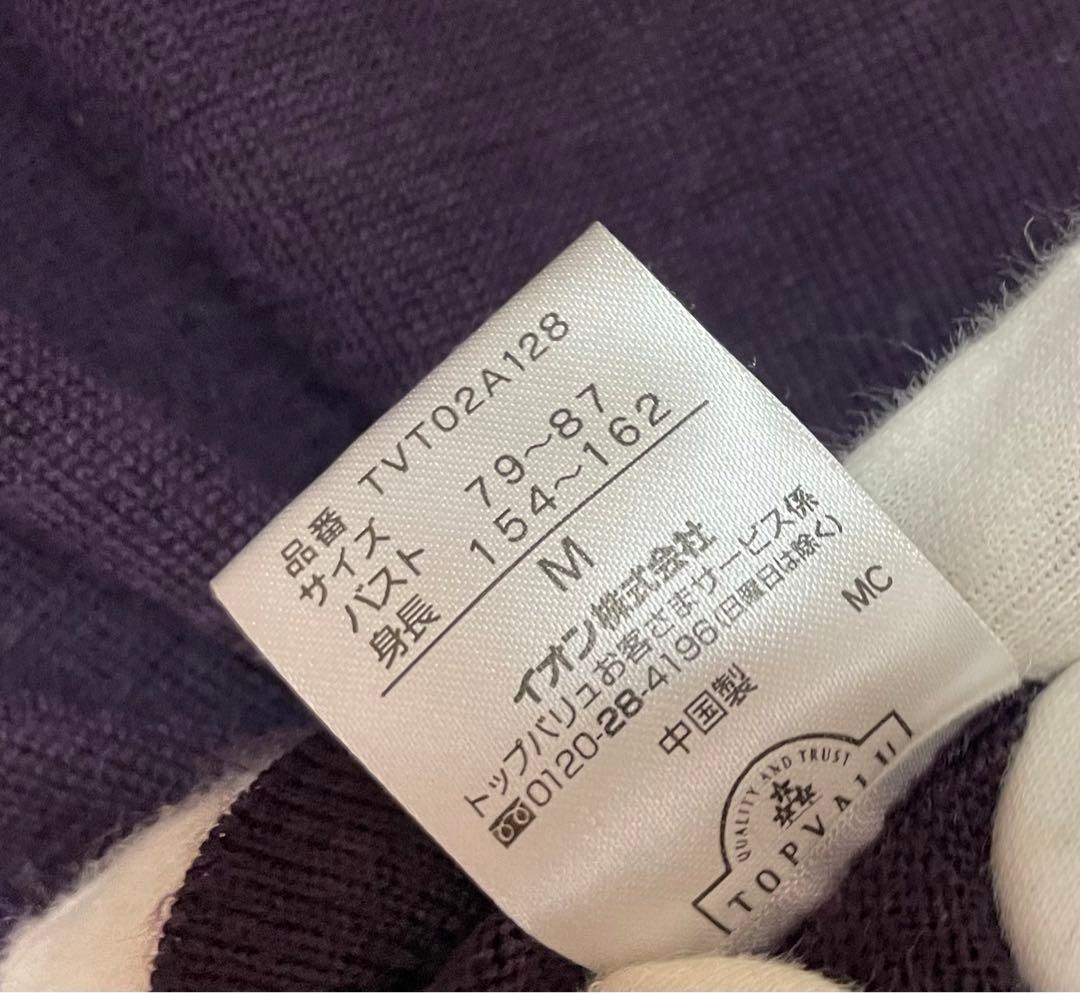 品番 TVT02A128
サイズ
バスト 79～87
身長 154～162
M
イオン株式会社
トップバリュお客さまサービス係
0120-28-4196(日曜日は除く)
中国製
MC
QUALITY AND TRUST